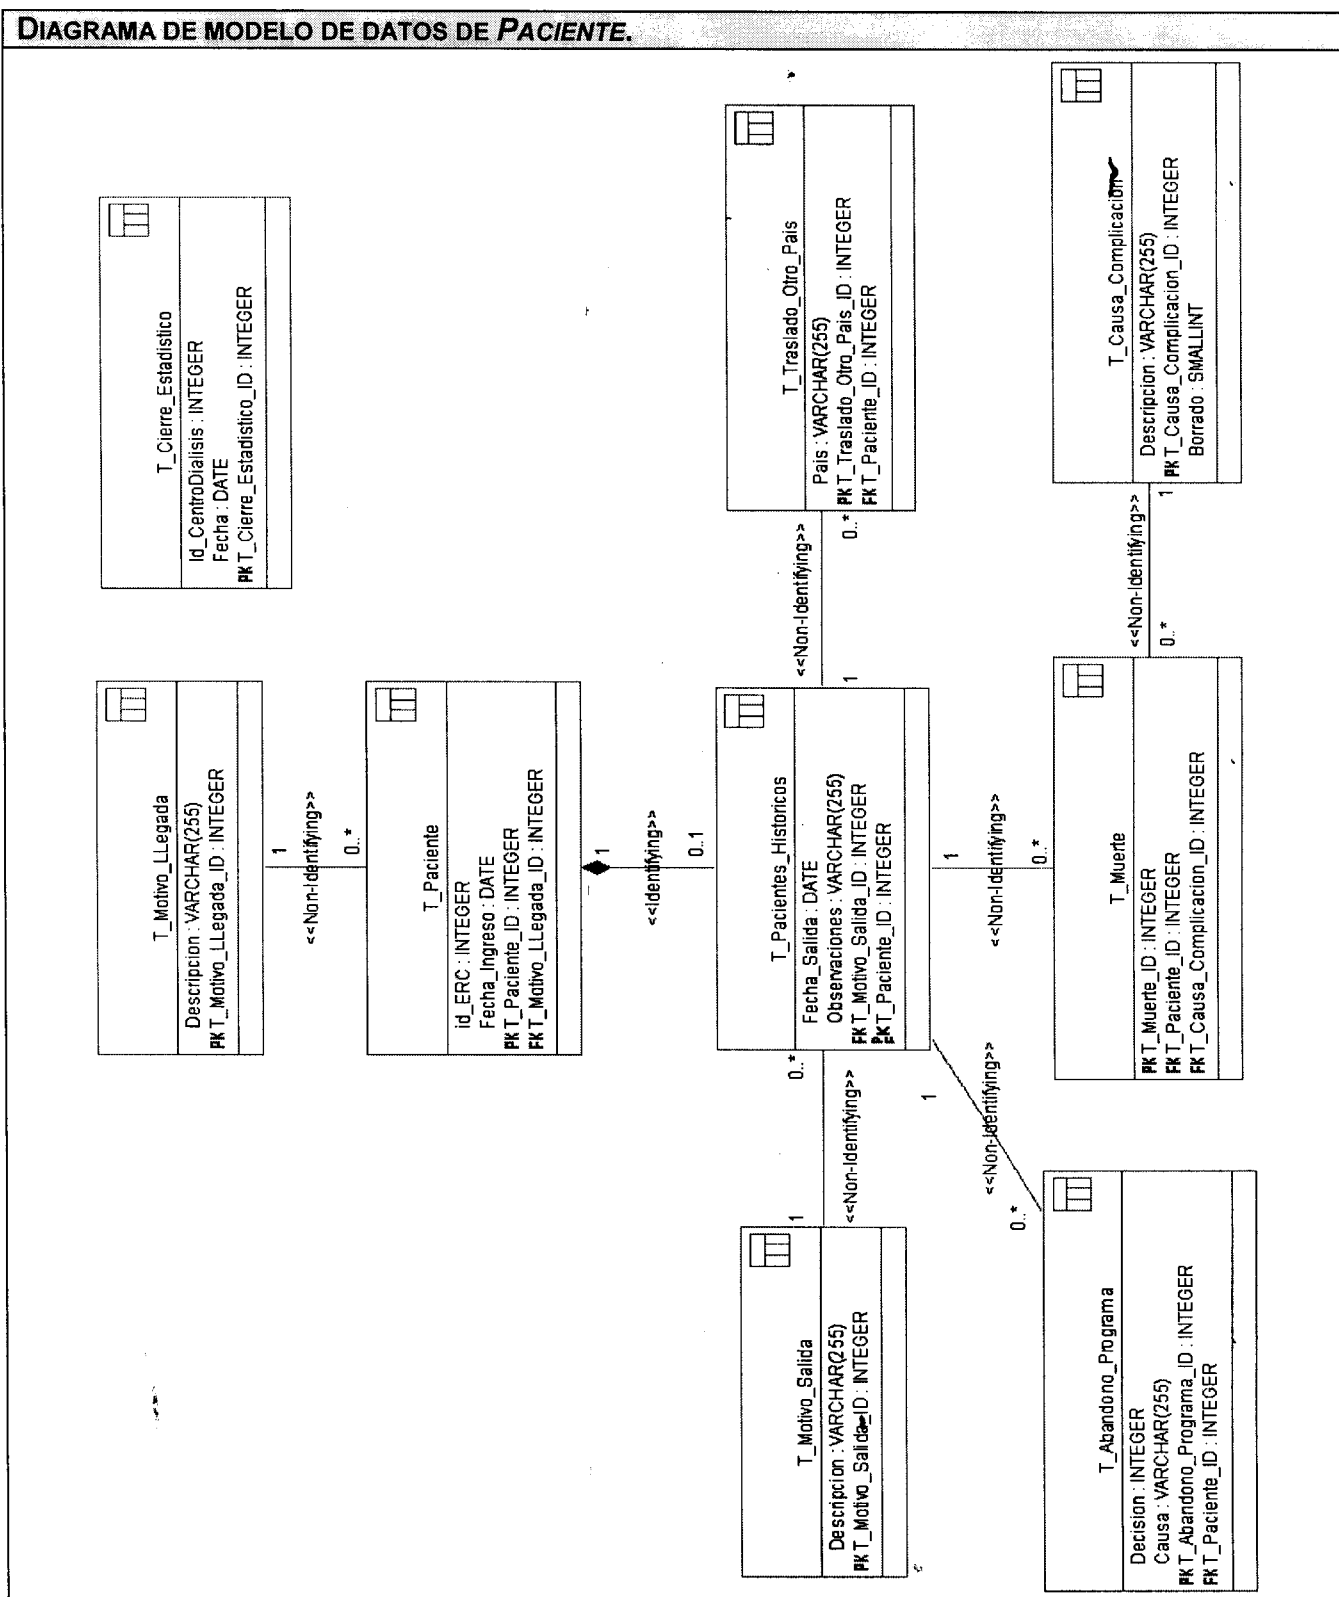 DIAGRAMA DE MODELO DE DATOS DE PACIENTE.
T_Motivo_LLegada
Descripcion : VARCHAR(255)
PK T_Motivo_LLegada_ID : INTEGER
1
<<Non-Identifying>>
0..*
T_Paciente
id_ERC : INTEGER
Fecha_Ingreso : DATE
PK T_Paciente_ID : INTEGER
FK T_Motivo_LLegada_ID : INTEGER
1
<<Identifying>>
0..1
T_Cierre_Estadistico
Id_CentroDialisis : INTEGER
Fecha : DATE
PK T_Cierre_Estadistico_ID : INTEGER
T_Motivo_Salida
Descripcion : VARCHAR(255)
PK T_Motivo_Salida_ID : INTEGER
1
<<Non-Identifying>>
0..*
T_Pacientes_Historicos
Fecha_Salida : DATE
Observaciones : VARCHAR(255)
FK T_Motivo_Salida_ID : INTEGER
T_Paciente_ID : INTEGER
1
<<Non-Identifying>>
0..*
T_Traslado_Otro_Pais
Pais : VARCHAR(255)
PK T_Traslado_Otro_Pais_ID : INTEGER
FK T_Paciente_ID : INTEGER
1
<<Non-Identifying>>
0..*
1
<<Non-Identifying>>
0..*
T_Abandono_Programa
Decision : INTEGER
Causa : VARCHAR(255)
PK T_Abandono_Programa_ID : INTEGER
FK T_Paciente_ID : INTEGER
T_Muerte
PK T_Muerte_ID : INTEGER
FK T_Paciente_ID : INTEGER
FK T_Causa_Complicacion_ID : INTEGER
0..*
<<Non-Identifying>>
1
T_Causa_Complicacion
Descripcion : VARCHAR(255)
PK T_Causa_Complicacion_ID : INTEGER
Borrado : SMALLINT